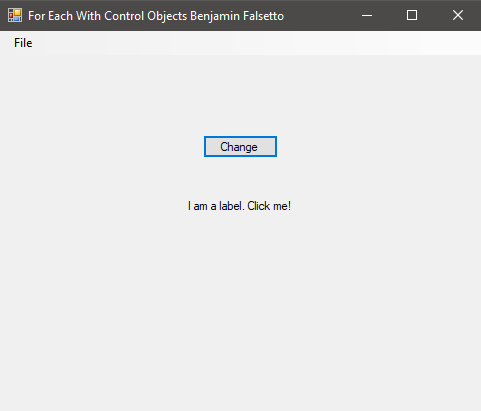 For Each With Control Objects Benjamin Falsetto
File
Change
I am a label. Click me!